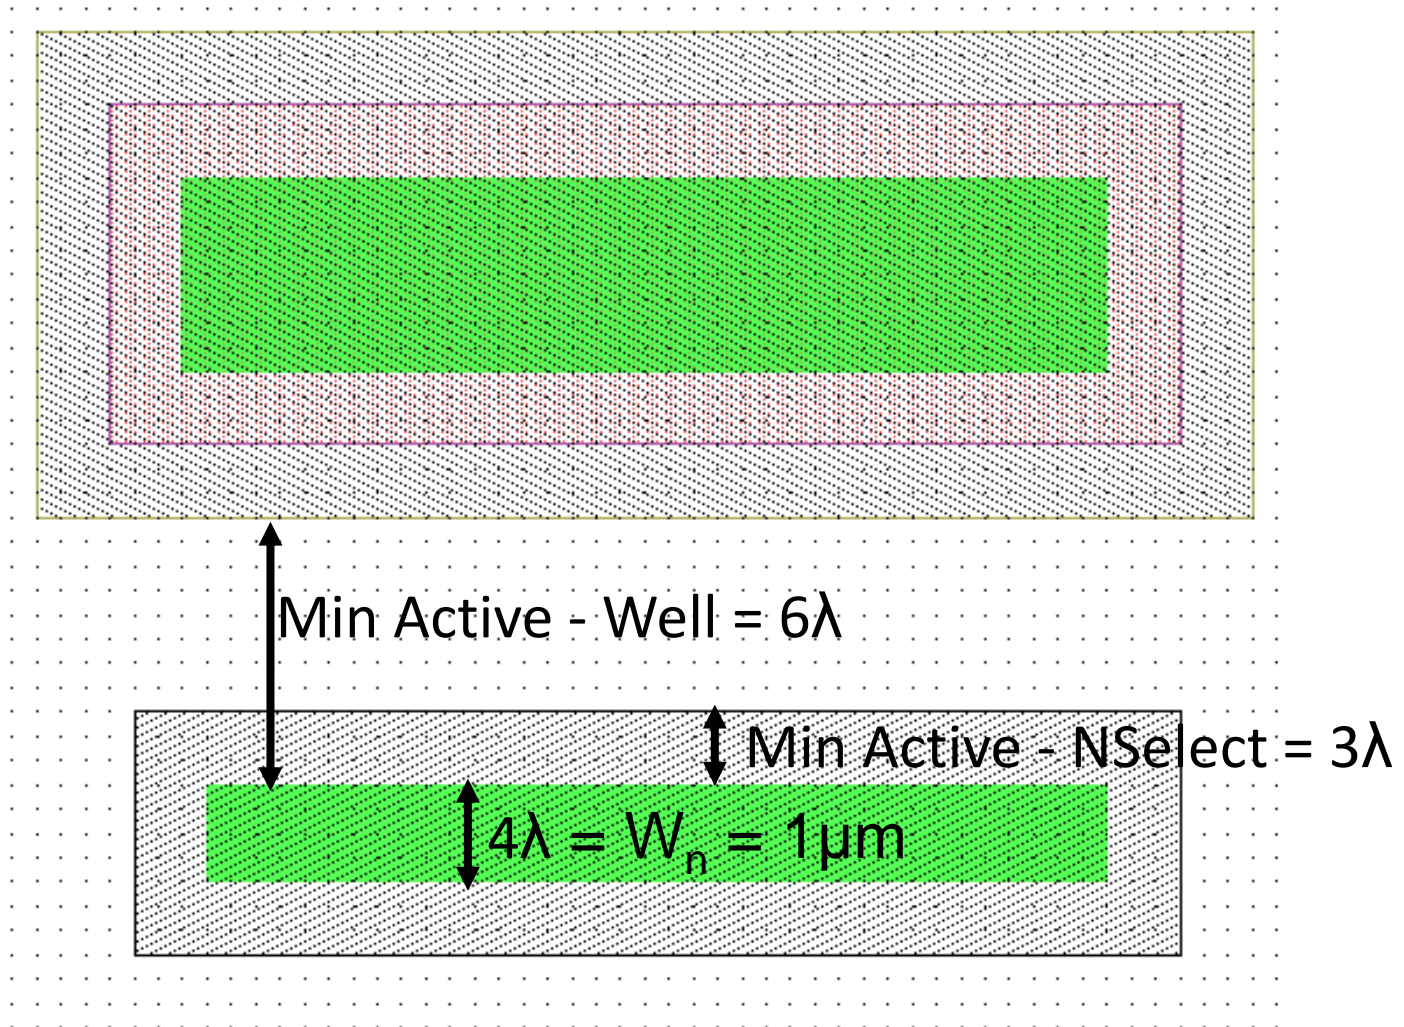 Min Active - Well = 6λ
Min Active - NSelect = 3λ
4λ = Wn = 1μm